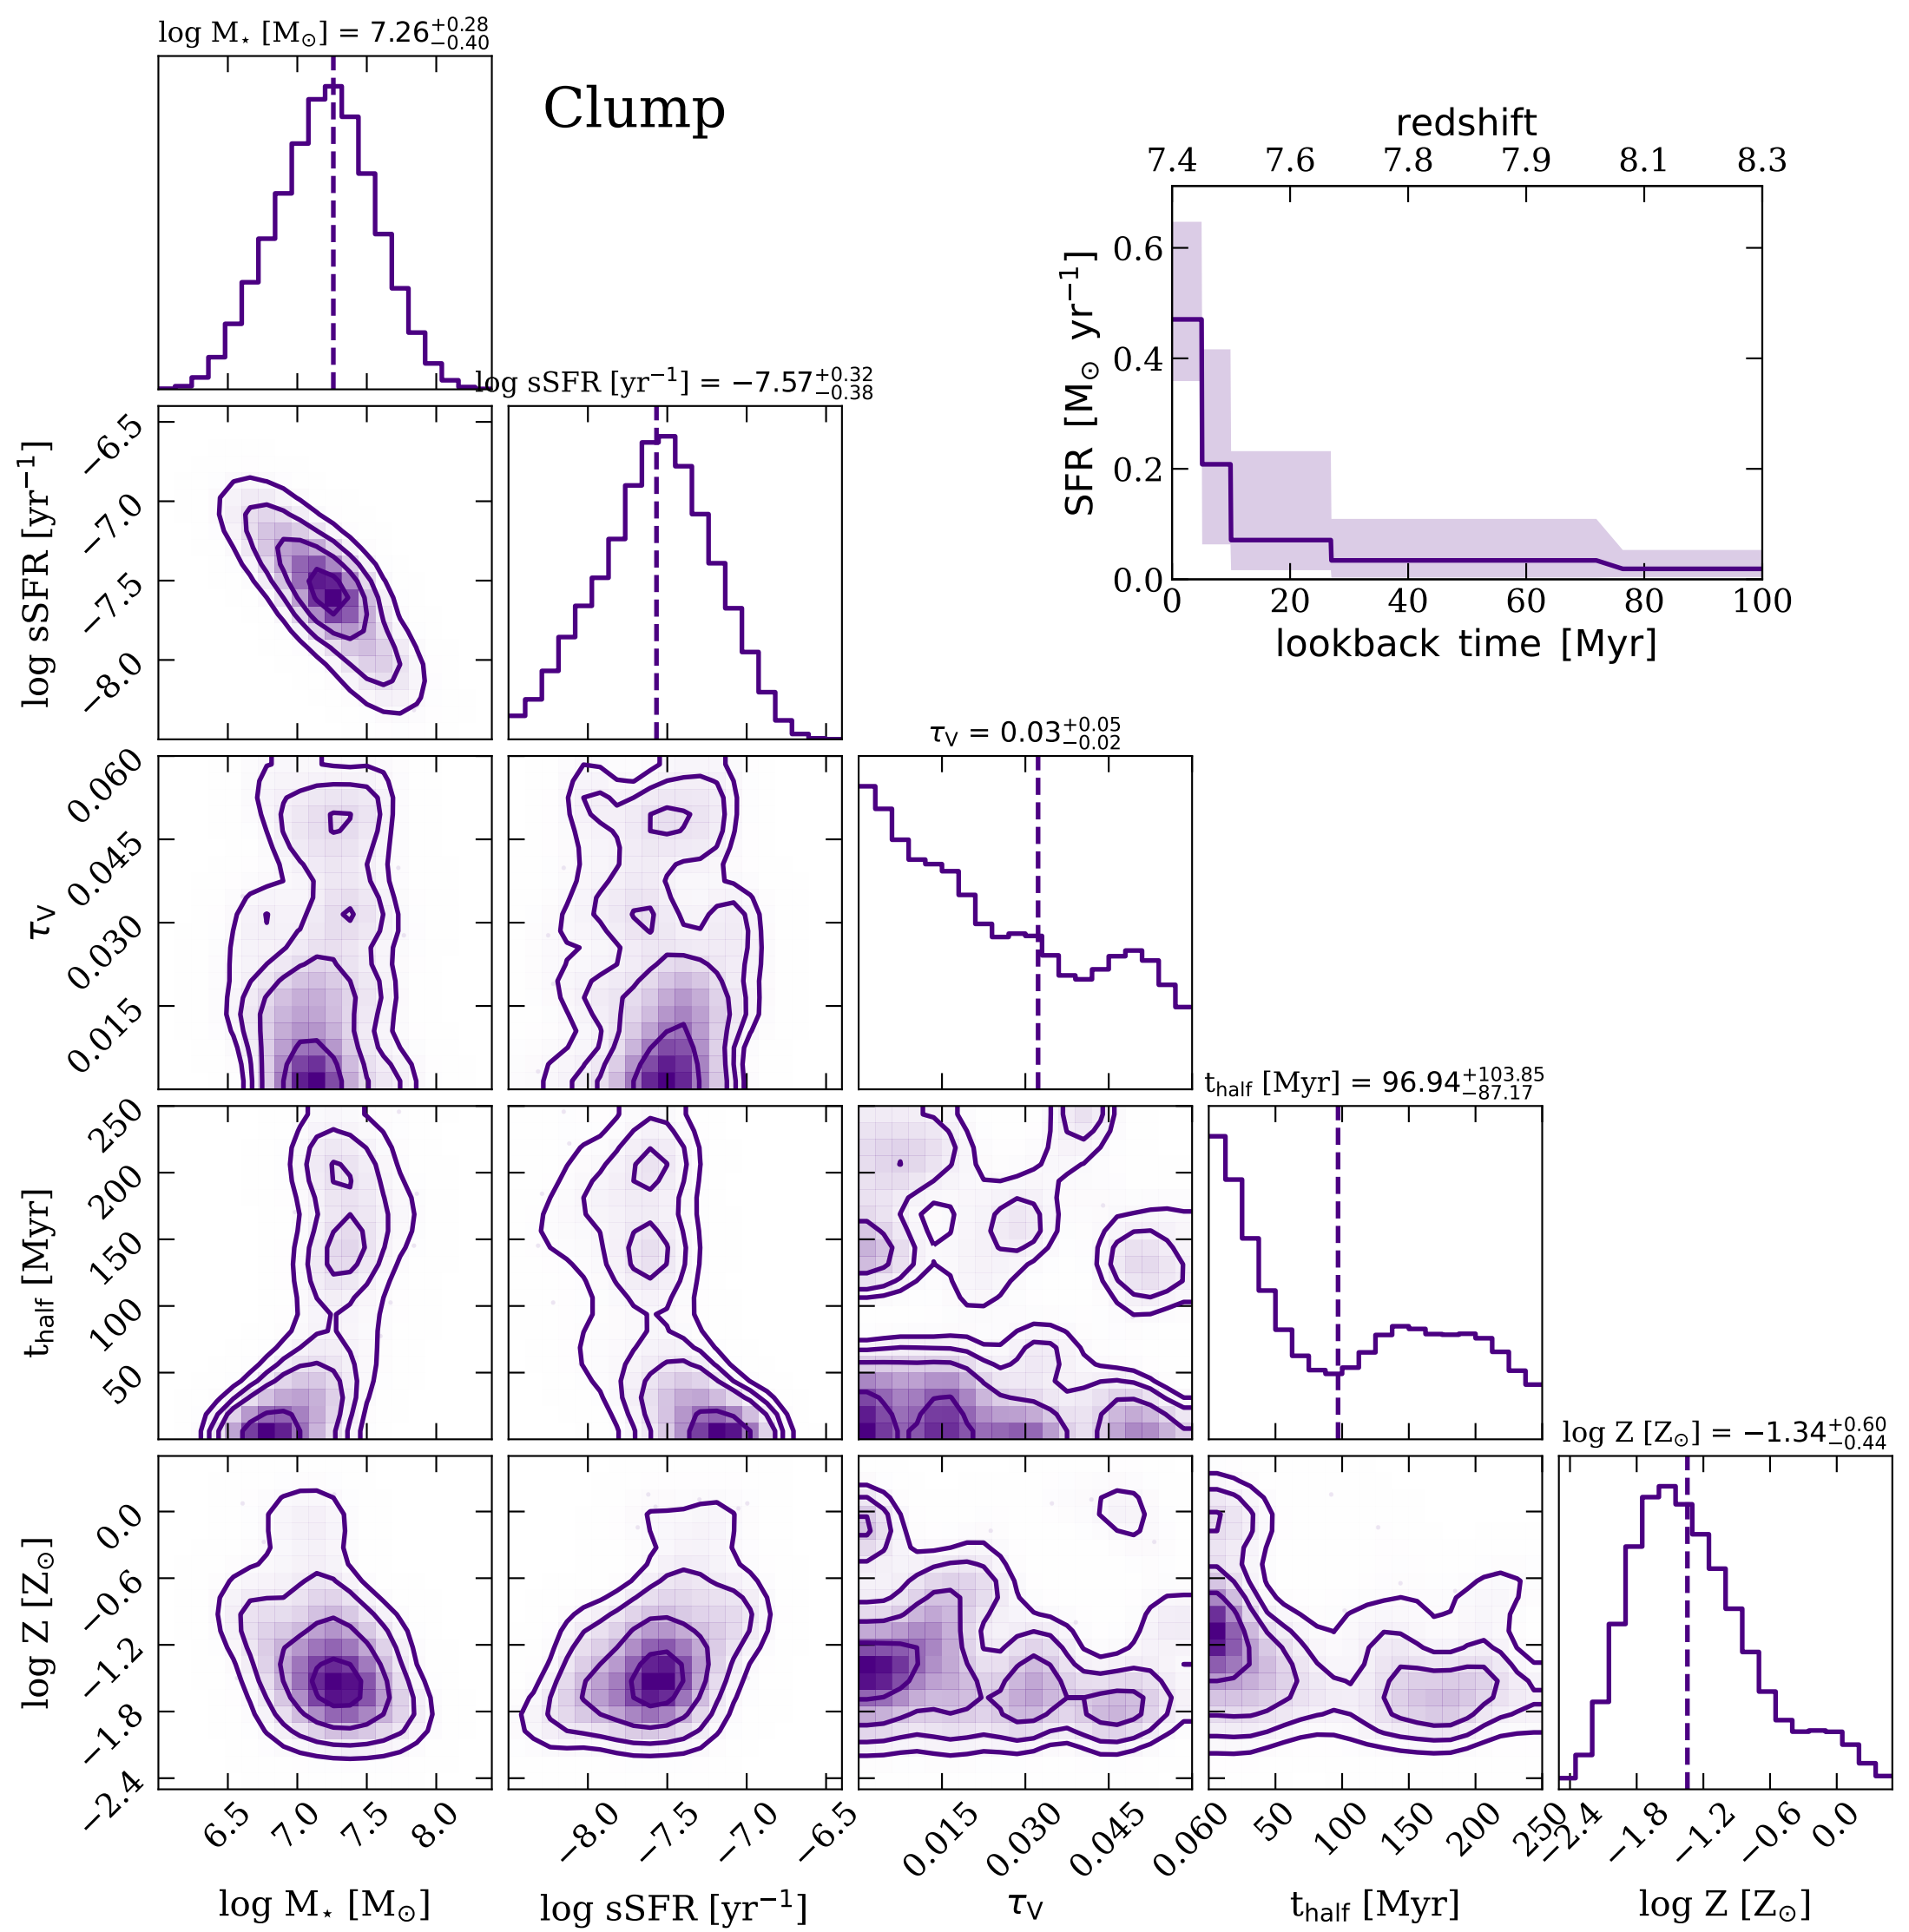 log M⋆ [M⊙] = 7.26+0.28−0.40
Clump
redshift
7.4 7.6 7.8 7.9 8.1 8.3
SFR [M⊙ yr−1]
0.6
0.4
0.2
0.0
0 20 40 60 80 100
lookback time [Myr]
log sSFR [yr−1] = −7.57+0.32−0.38
log sSFR [yr−1]
−6.5
−7.0
−7.5
−8.0
τV = 0.03+0.05−0.02
τV
0.060
0.045
0.030
0.015
thalf [Myr] = 96.94+103.85−87.17
thalf [Myr]
250
200
150
100
50
log Z [Z⊙] = −1.34+0.60−0.44
log Z [Z⊙]
0.0
−0.6
−1.2
−1.8
−2.4
6.5 7.0 7.5 8.0
−8.0 −7.5 −7.0 −6.5
0.015 0.030 0.045 0.060
50 100 150 200 250
−2.4 −1.8 −1.2 −0.6 0.0
log M⋆ [M⊙]
log sSFR [yr−1]
τV
thalf [Myr]
log Z [Z⊙]